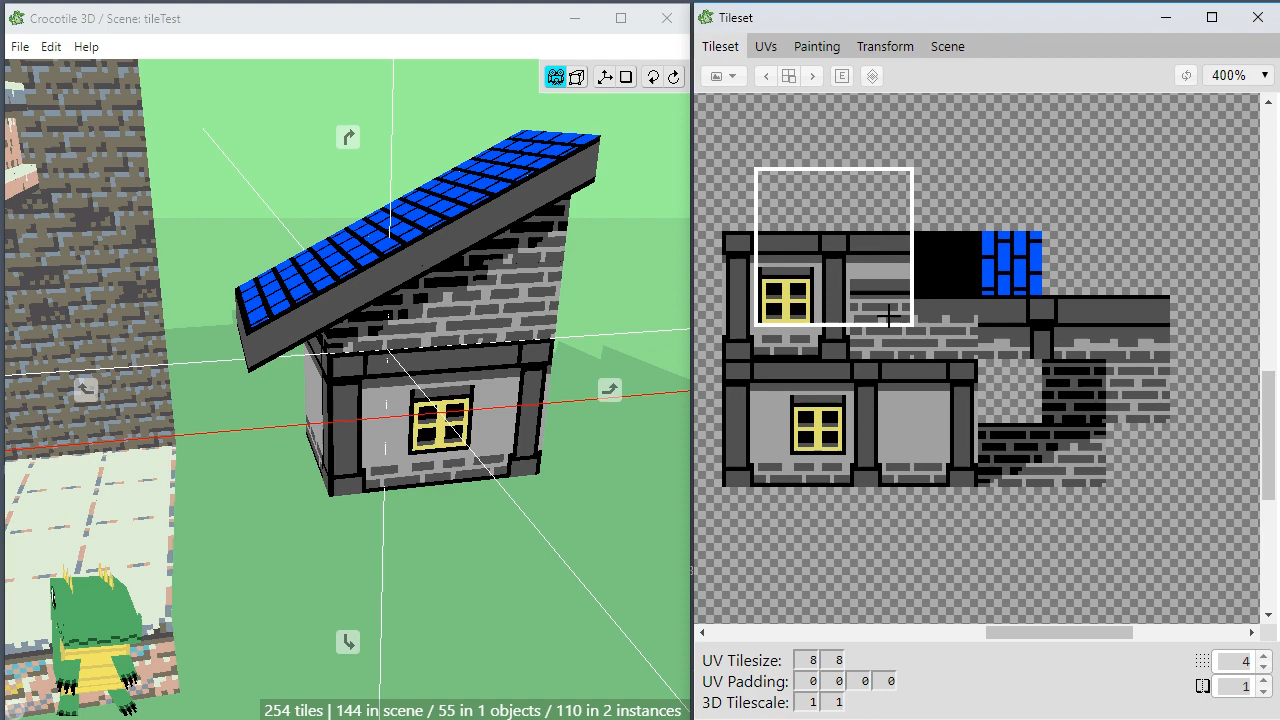 Crocotile 3D / Scene: tileTest
File Edit Help
254 tiles | 144 in scene / 55 in 1 objects / 110 in 2 instances
Tileset
Tileset UVs Painting Transform Scene
E
400%
UV Tilesize: 8 8
UV Padding: 0 0 0 0
3D Tilescale: 1 1
4
1